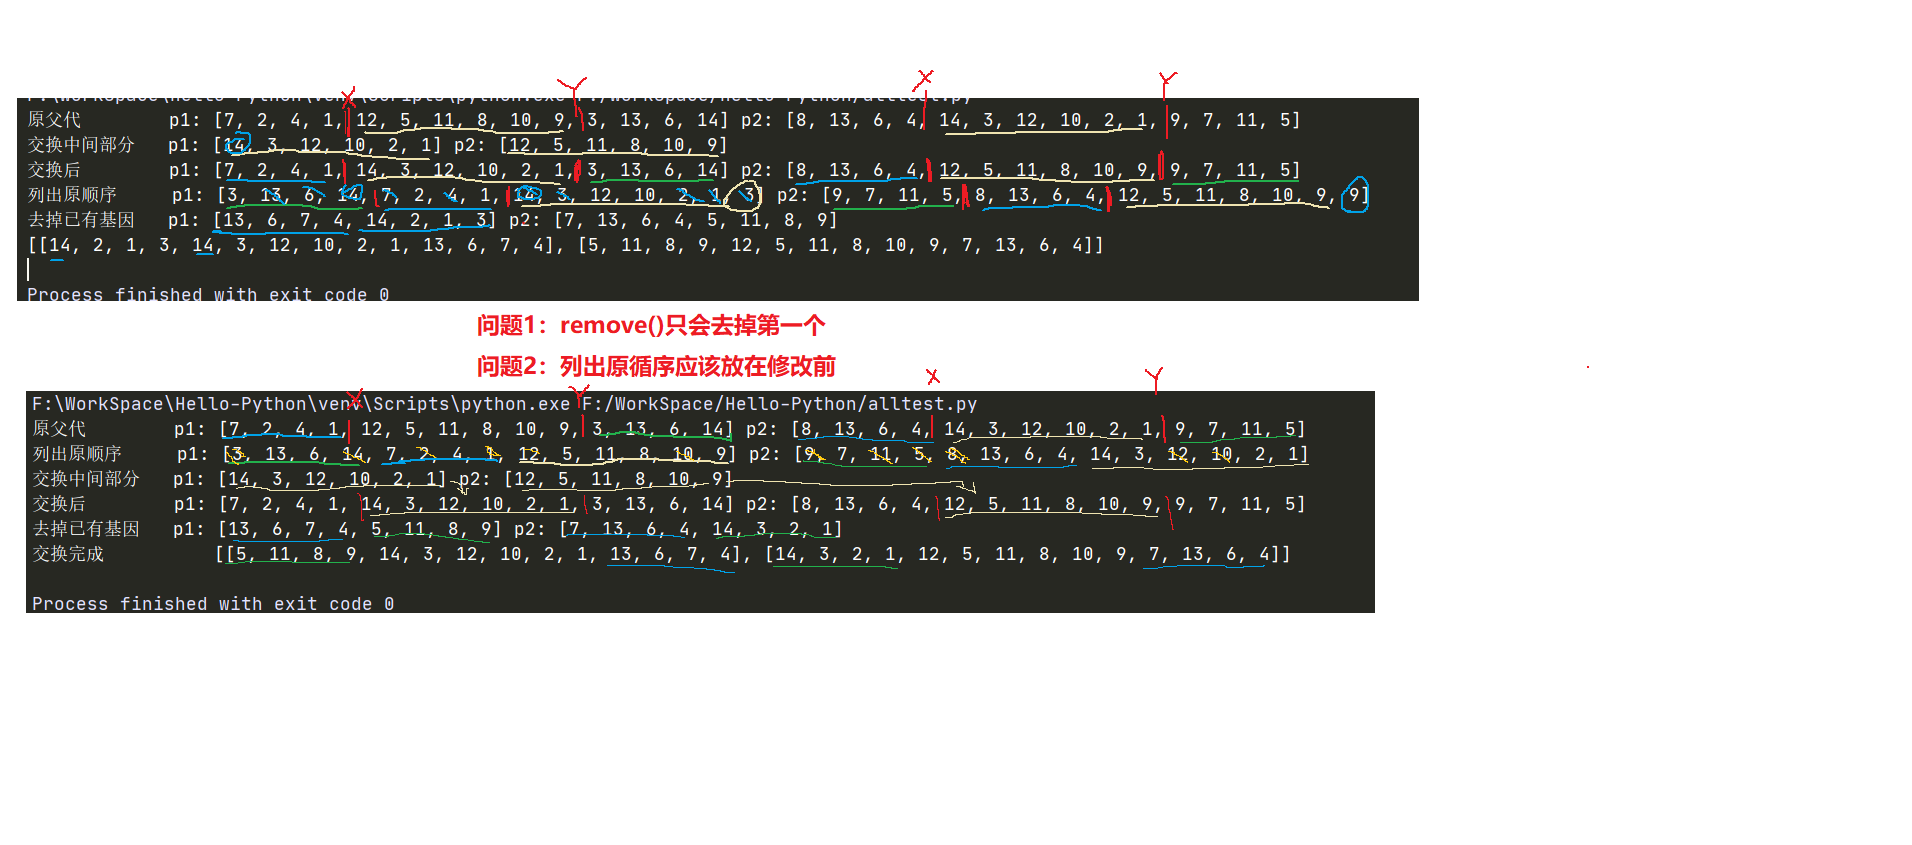 X Y X Y
原父代 p1: [7, 2, 4, 1, 12, 5, 11, 8, 10, 9, 3, 13, 6, 14] p2: [8, 13, 6, 4, 14, 3, 12, 10, 2, 1, 9, 7, 11, 5]
交换中间部分 p1: [14, 3, 12, 10, 2, 1] p2: [12, 5, 11, 8, 10, 9]
交换后 p1: [7, 2, 4, 1, 14, 3, 12, 10, 2, 1, 3, 13, 6, 14] p2: [8, 13, 6, 4, 12, 5, 11, 8, 10, 9, 9, 7, 11, 5]
列出原顺序 p1: [3, 13, 6, 14, 7, 2, 4, 1, 14, 3, 12, 10, 2, 1, 3] p2: [9, 7, 11, 5, 8, 13, 6, 4, 12, 5, 11, 8, 10, 9, 9]
去掉已有基因 p1: [13, 6, 7, 4, 14, 2, 1, 3] p2: [7, 13, 6, 4, 5, 11, 8, 9]
[[14, 2, 1, 3, 14, 3, 12, 10, 2, 1, 13, 6, 7, 4], [5, 11, 8, 9, 12, 5, 11, 8, 10, 9, 7, 13, 6, 4]]
Process finished with exit code 0
问题1：remove()只会去掉第一个
问题2：列出原循序应该放在修改前
X Y X Y
F:\WorkSpace\Hello-Python\venv\Scripts\python.exe F:/WorkSpace/Hello-Python/alltest.py
原父代 p1: [7, 2, 4, 1, 12, 5, 11, 8, 10, 9, 3, 13, 6, 14] p2: [8, 13, 6, 4, 14, 3, 12, 10, 2, 1, 9, 7, 11, 5]
列出原顺序 p1: [3, 13, 6, 14, 7, 2, 4, 1, 12, 5, 11, 8, 10, 9] p2: [9, 7, 11, 5, 8, 13, 6, 4, 14, 3, 12, 10, 2, 1]
交换中间部分 p1: [14, 3, 12, 10, 2, 1] p2: [12, 5, 11, 8, 10, 9]
交换后 p1: [7, 2, 4, 1, 14, 3, 12, 10, 2, 1, 3, 13, 6, 14] p2: [8, 13, 6, 4, 12, 5, 11, 8, 10, 9, 9, 7, 11, 5]
去掉已有基因 p1: [13, 6, 7, 4, 5, 11, 8, 9] p2: [7, 13, 6, 4, 14, 3, 2, 1]
交换完成 [[5, 11, 8, 9, 14, 3, 12, 10, 2, 1, 13, 6, 7, 4], [14, 3, 2, 1, 12, 5, 11, 8, 10, 9, 7, 13, 6, 4]]
Process finished with exit code 0